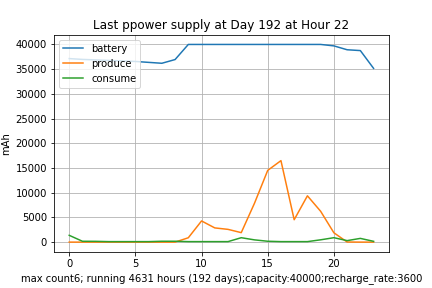 Last ppower supply at Day 192 at Hour 22
40000
35000
30000
25000
20000
15000
10000
5000
0
mAh
battery
produce
consume
0 5 10 15 20
max count6; running 4631 hours (192 days);capacity:40000;recharge_rate:3600